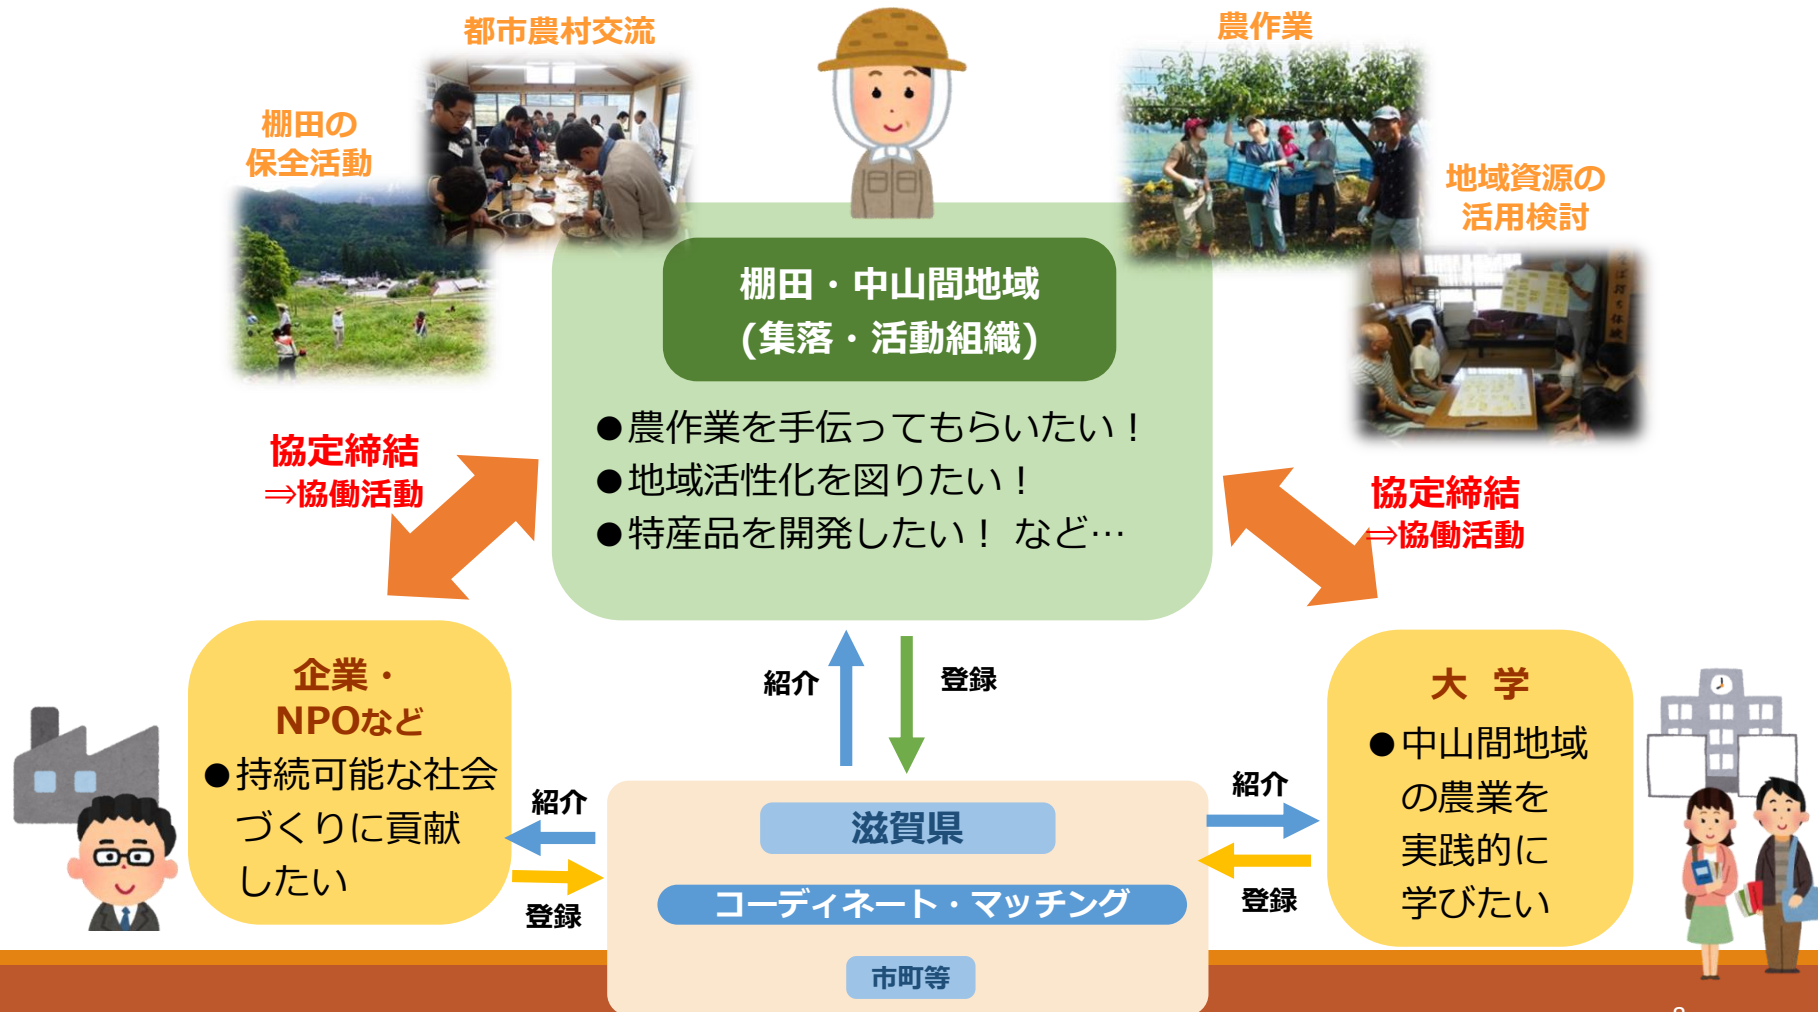 都市農村交流
農作業
棚田の
保全活動
地域資源の
活用検討
棚田・中山間地域
(集落・活動組織)
●農作業を手伝ってもらいたい！
●地域活性化を図りたい！
●特産品を開発したい！ など…
協定締結
⇒協働活動
協定締結
⇒協働活動
企業・
NPOなど
●持続可能な社会
づくりに貢献
したい
紹介
登録
大 学
●中山間地域
の農業を
実践的に
学びたい
紹介
登録
紹介
登録
滋賀県
コーディネート・マッチング
市町等